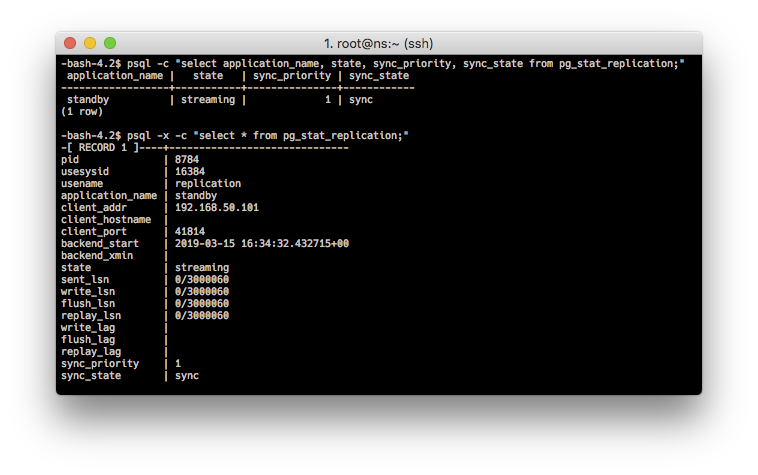 1. root@ns:~ (ssh)
-bash-4.2$ psql -c "select application_name, state, sync_priority, sync_state from pg_stat_replication;"
 application_name |   state   | sync_priority | sync_state
------------------+-----------+---------------+------------
 standby          | streaming |             1 | sync
(1 row)

-bash-4.2$ psql -x -c "select * from pg_stat_replication;"
-[ RECORD 1 ]----+------------------------------
pid              | 8784
usesysid         | 16384
usename          | replication
application_name | standby
client_addr      | 192.168.50.101
client_hostname  |
client_port      | 41814
backend_start    | 2019-03-15 16:34:32.432715+00
backend_xmin     |
state            | streaming
sent_lsn         | 0/3000060
write_lsn        | 0/3000060
flush_lsn        | 0/3000060
replay_lsn       | 0/3000060
write_lag        |
flush_lag        |
replay_lag       |
sync_priority    | 1
sync_state       | sync